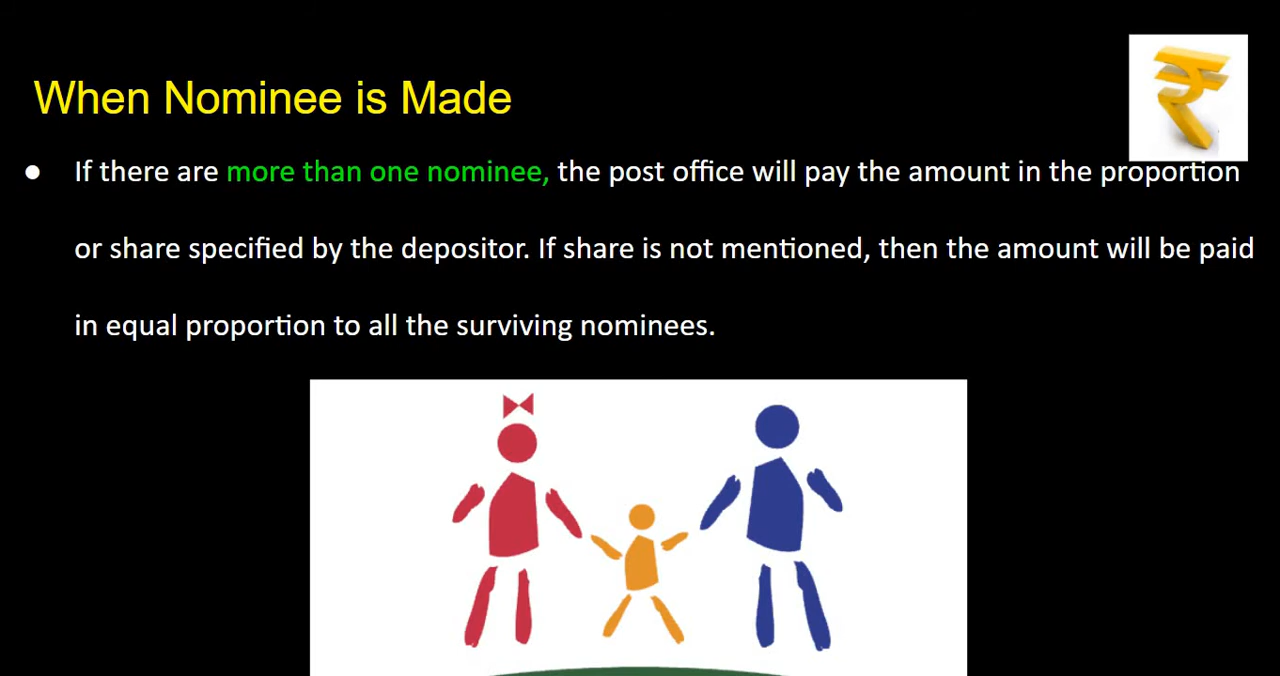 When Nominee is Made
● If there are more than one nominee, the post office will pay the amount in the proportion
or share specified by the depositor. If share is not mentioned, then the amount will be paid
in equal proportion to all the surviving nominees.